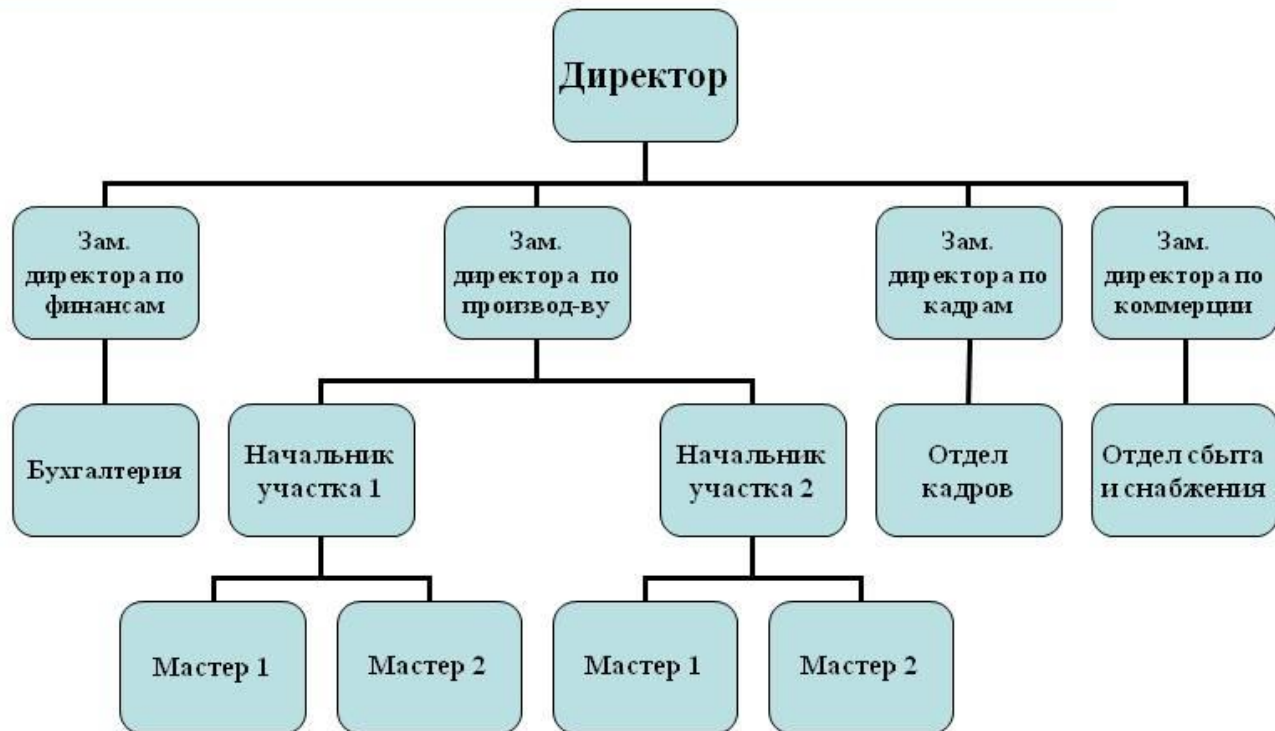 Директор
Зам.
директора по
финансам
Зам.
директора по
производ-ву
Зам.
директора по
кадрам
Зам.
директора по
коммерции
Бухгалтерия
Начальник
участка 1
Начальник
участка 2
Отдел
кадров
Отдел сбыта
и снабжения
Мастер 1
Мастер 2
Мастер 1
Мастер 2